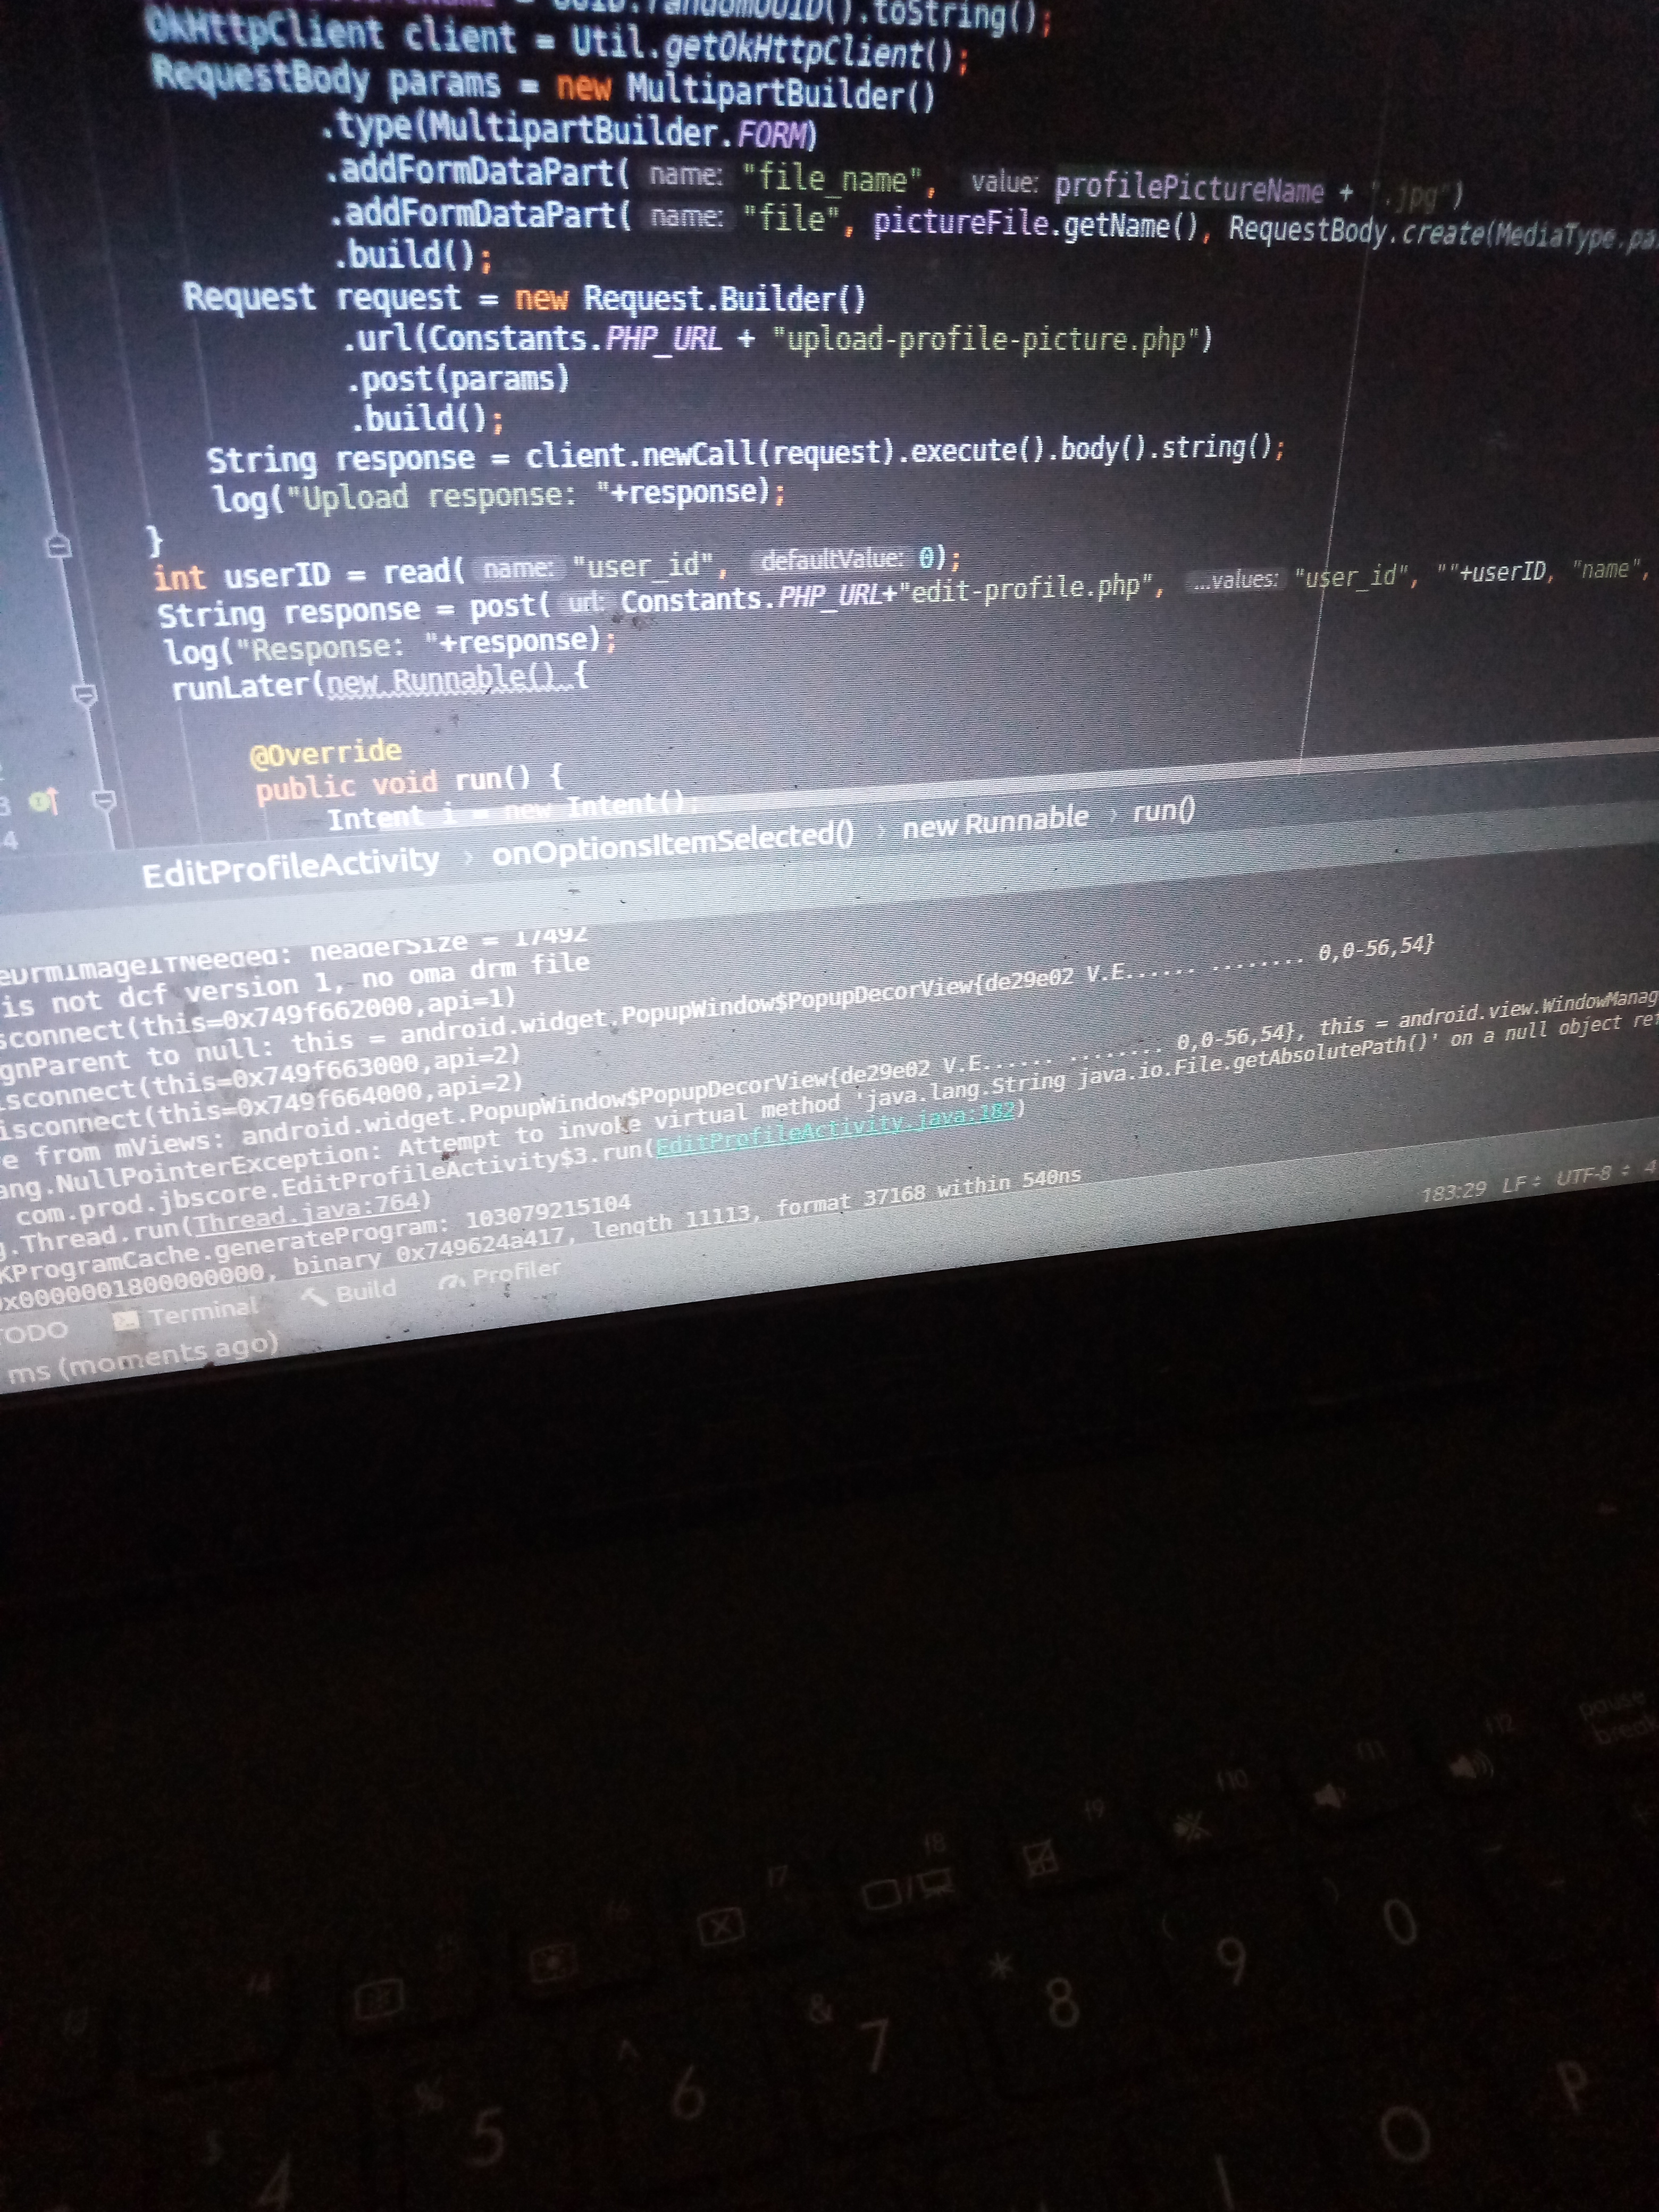 .randomUUID().toString();
OkHttpClient client = Util.getOkHttpClient();
RequestBody params = new MultipartBuilder()
.type(MultipartBuilder.FORM)
.addFormDataPart( name: "file_name", value: profilePictureName + ".jpg")
.addFormDataPart( name: "file", pictureFile.getName(), RequestBody.create(MediaType.pa
.build();
Request request = new Request.Builder()
.url(Constants.PHP_URL + "upload-profile-picture.php")
.post(params)
.build();
String response = client.newCall(request).execute().body().string();
log("Upload response: "+response);
}
int userID = read( name: "user_id", defaultValue: 0);
String response = post( url: Constants.PHP_URL+"edit-profile.php", ...values: "user_id", ""+userID, "name",
log("Response: "+response);
runLater(new Runnable() {
@Override
3 public void run() {
4 Intent i = new Intent();
EditProfileActivity › onOptionsItemSelected() › new Runnable › run()
eDrmImageIfNeeded: headerSize = 17492
is not dcf version 1, no oma drm file
sconnect(this=0x749f662000,api=1)
gnParent to null: this = android.widget.PopupWindow$PopupDecorView{de29e02 V.E...... ........ 0,0-56,54}
isconnect(this=0x749f663000,api=2)
isconnect(this=0x749f664000,api=2)
e from mViews: android.widget.PopupWindow$PopupDecorView{de29e02 V.E...... ........ 0,0-56,54}, this = android.view.WindowManag
ang.NullPointerException: Attempt to invoke virtual method 'java.lang.String java.io.File.getAbsolutePath()' on a null object ref
com.prod.jbscore.EditProfileActivity$3.run(EditProfileActivity.java:182)
g.Thread.run(Thread.java:764)
KProgramCache.generateProgram: 103079215104
0x0000001800000000, binary 0x749624a417, length 11113, format 37168 within 540ns
183:29 LF UTF-8 4
TODO Terminal Build Profiler
ms (moments ago)
pause
break
f12
f11
f10
f9
f8
f7
f6
f4
f3
) 0
( 9
* 8
& 7
^ 6
% 5
$ 4
P
O
I